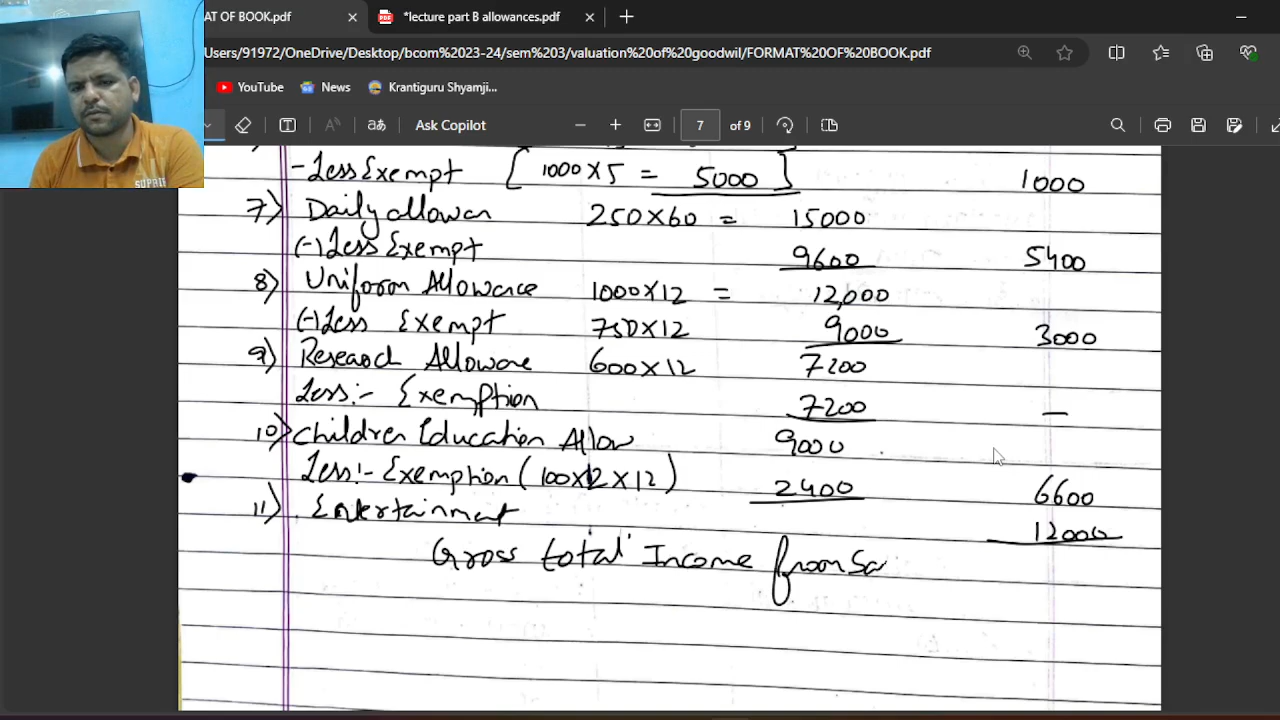 AT OF BOOK.pdf
*lecture part B allowances.pdf
Users/91972/OneDrive/Desktop/bcom%2023-24/sem%203/valuation%20of%20goodwil/FORMAT%20OF%20BOOK.pdf
YouTube News Krantiguru Shyamji...
aあ Ask Copilot 7 of 9
SUPRE
- Less Exempt [ 1000 X 5 = 5000 ] 1000
7) Daily allowan 250 X 60 = 15000
(-) Less Exempt 9600 5400
8) Uniform Allowance 1000 X 12 = 12,000
(-) Less Exempt 750 X 12 9000 3000
9) Research Allowance 600 X 12 7200
Less:- Exemption 7200 —
10) Children Education Allow 9000
Less:- Exemption (100 X 2 X 12) 2400 6600
11) Entertainment 12000
Gross total Income from Sa